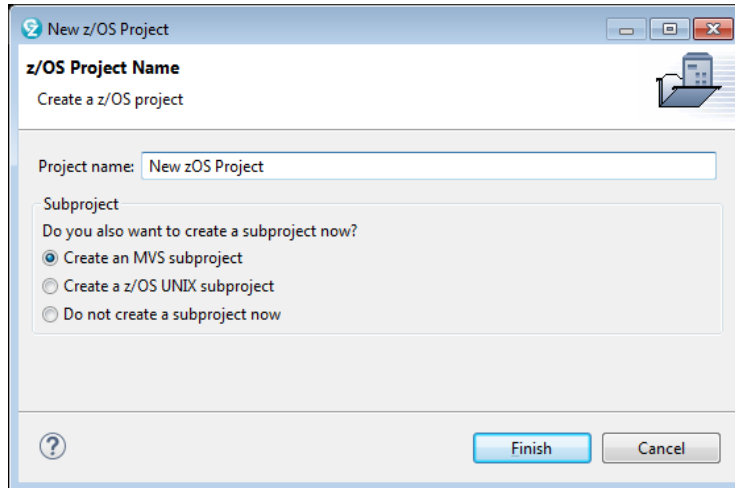 New z/OS Project
z/OS Project Name
Create a z/OS project
Project name: New zOS Project
Subproject
Do you also want to create a subproject now?
Create an MVS subproject
Create a z/OS UNIX subproject
Do not create a subproject now
? Finish Cancel